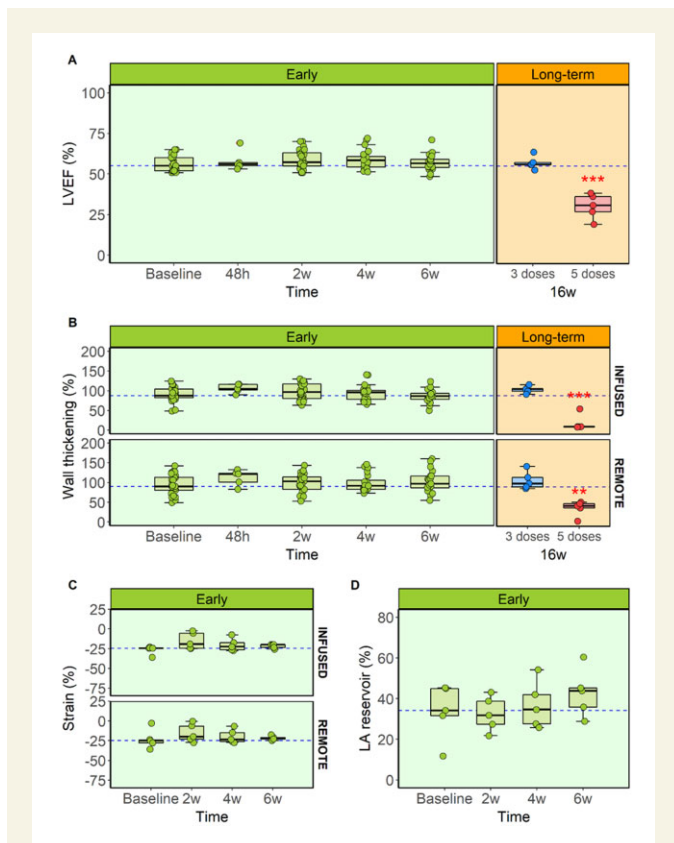 A
Early
Long-term
100
75
50
25
0
LVEF (%)
***
Baseline 48h 2w 4w 6w
3 doses 5 doses
Time
16w
B
Early
Long-term
200
150
100
50
0
***
INFUSED
Wall thickening (%)
200
150
100
50
0
**
REMOTE
Baseline 48h 2w 4w 6w
3 doses 5 doses
Time
16w
C
Early
25
0
-25
-50
-75
INFUSED
Strain (%)
25
0
-25
-50
-75
REMOTE
Baseline 2w 4w 6w
Time
D
Early
80
60
40
20
0
LA reservoir (%)
Baseline 2w 4w 6w
Time